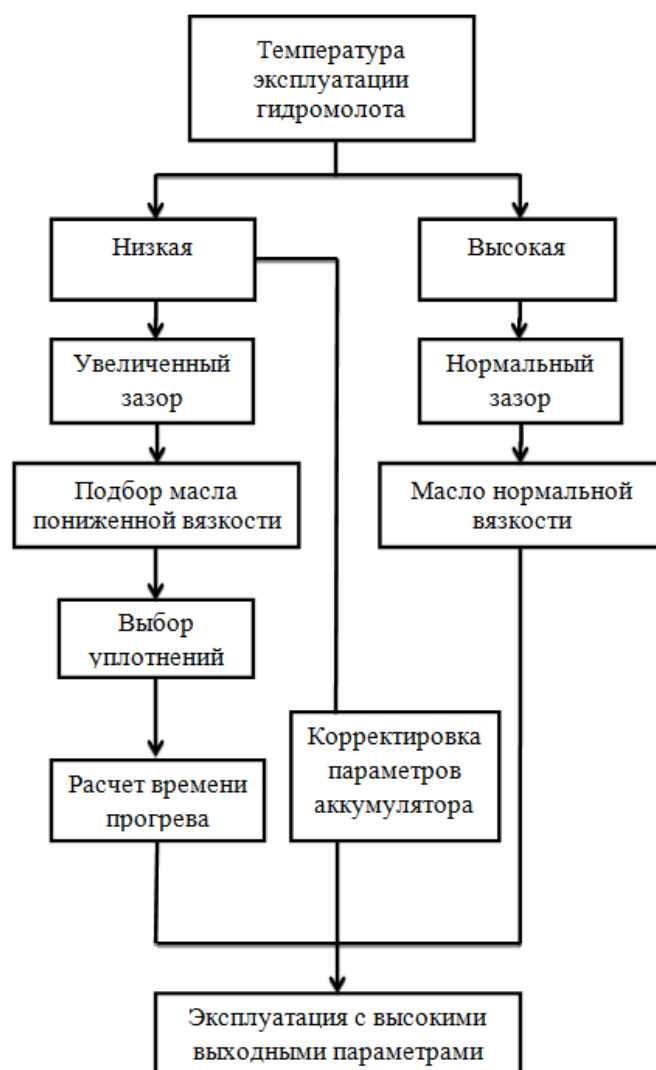 Температура
эксплуатации
гидромолота
Низкая
Высокая
Увеличенный
зазор
Нормальный
зазор
Подбор масла
пониженной вязкости
Масло нормальной
вязкости
Выбор
уплотнений
Корректировка
параметров
аккумулятора
Расчет времени
прогрева
Эксплуатация с высокими
выходными параметрами